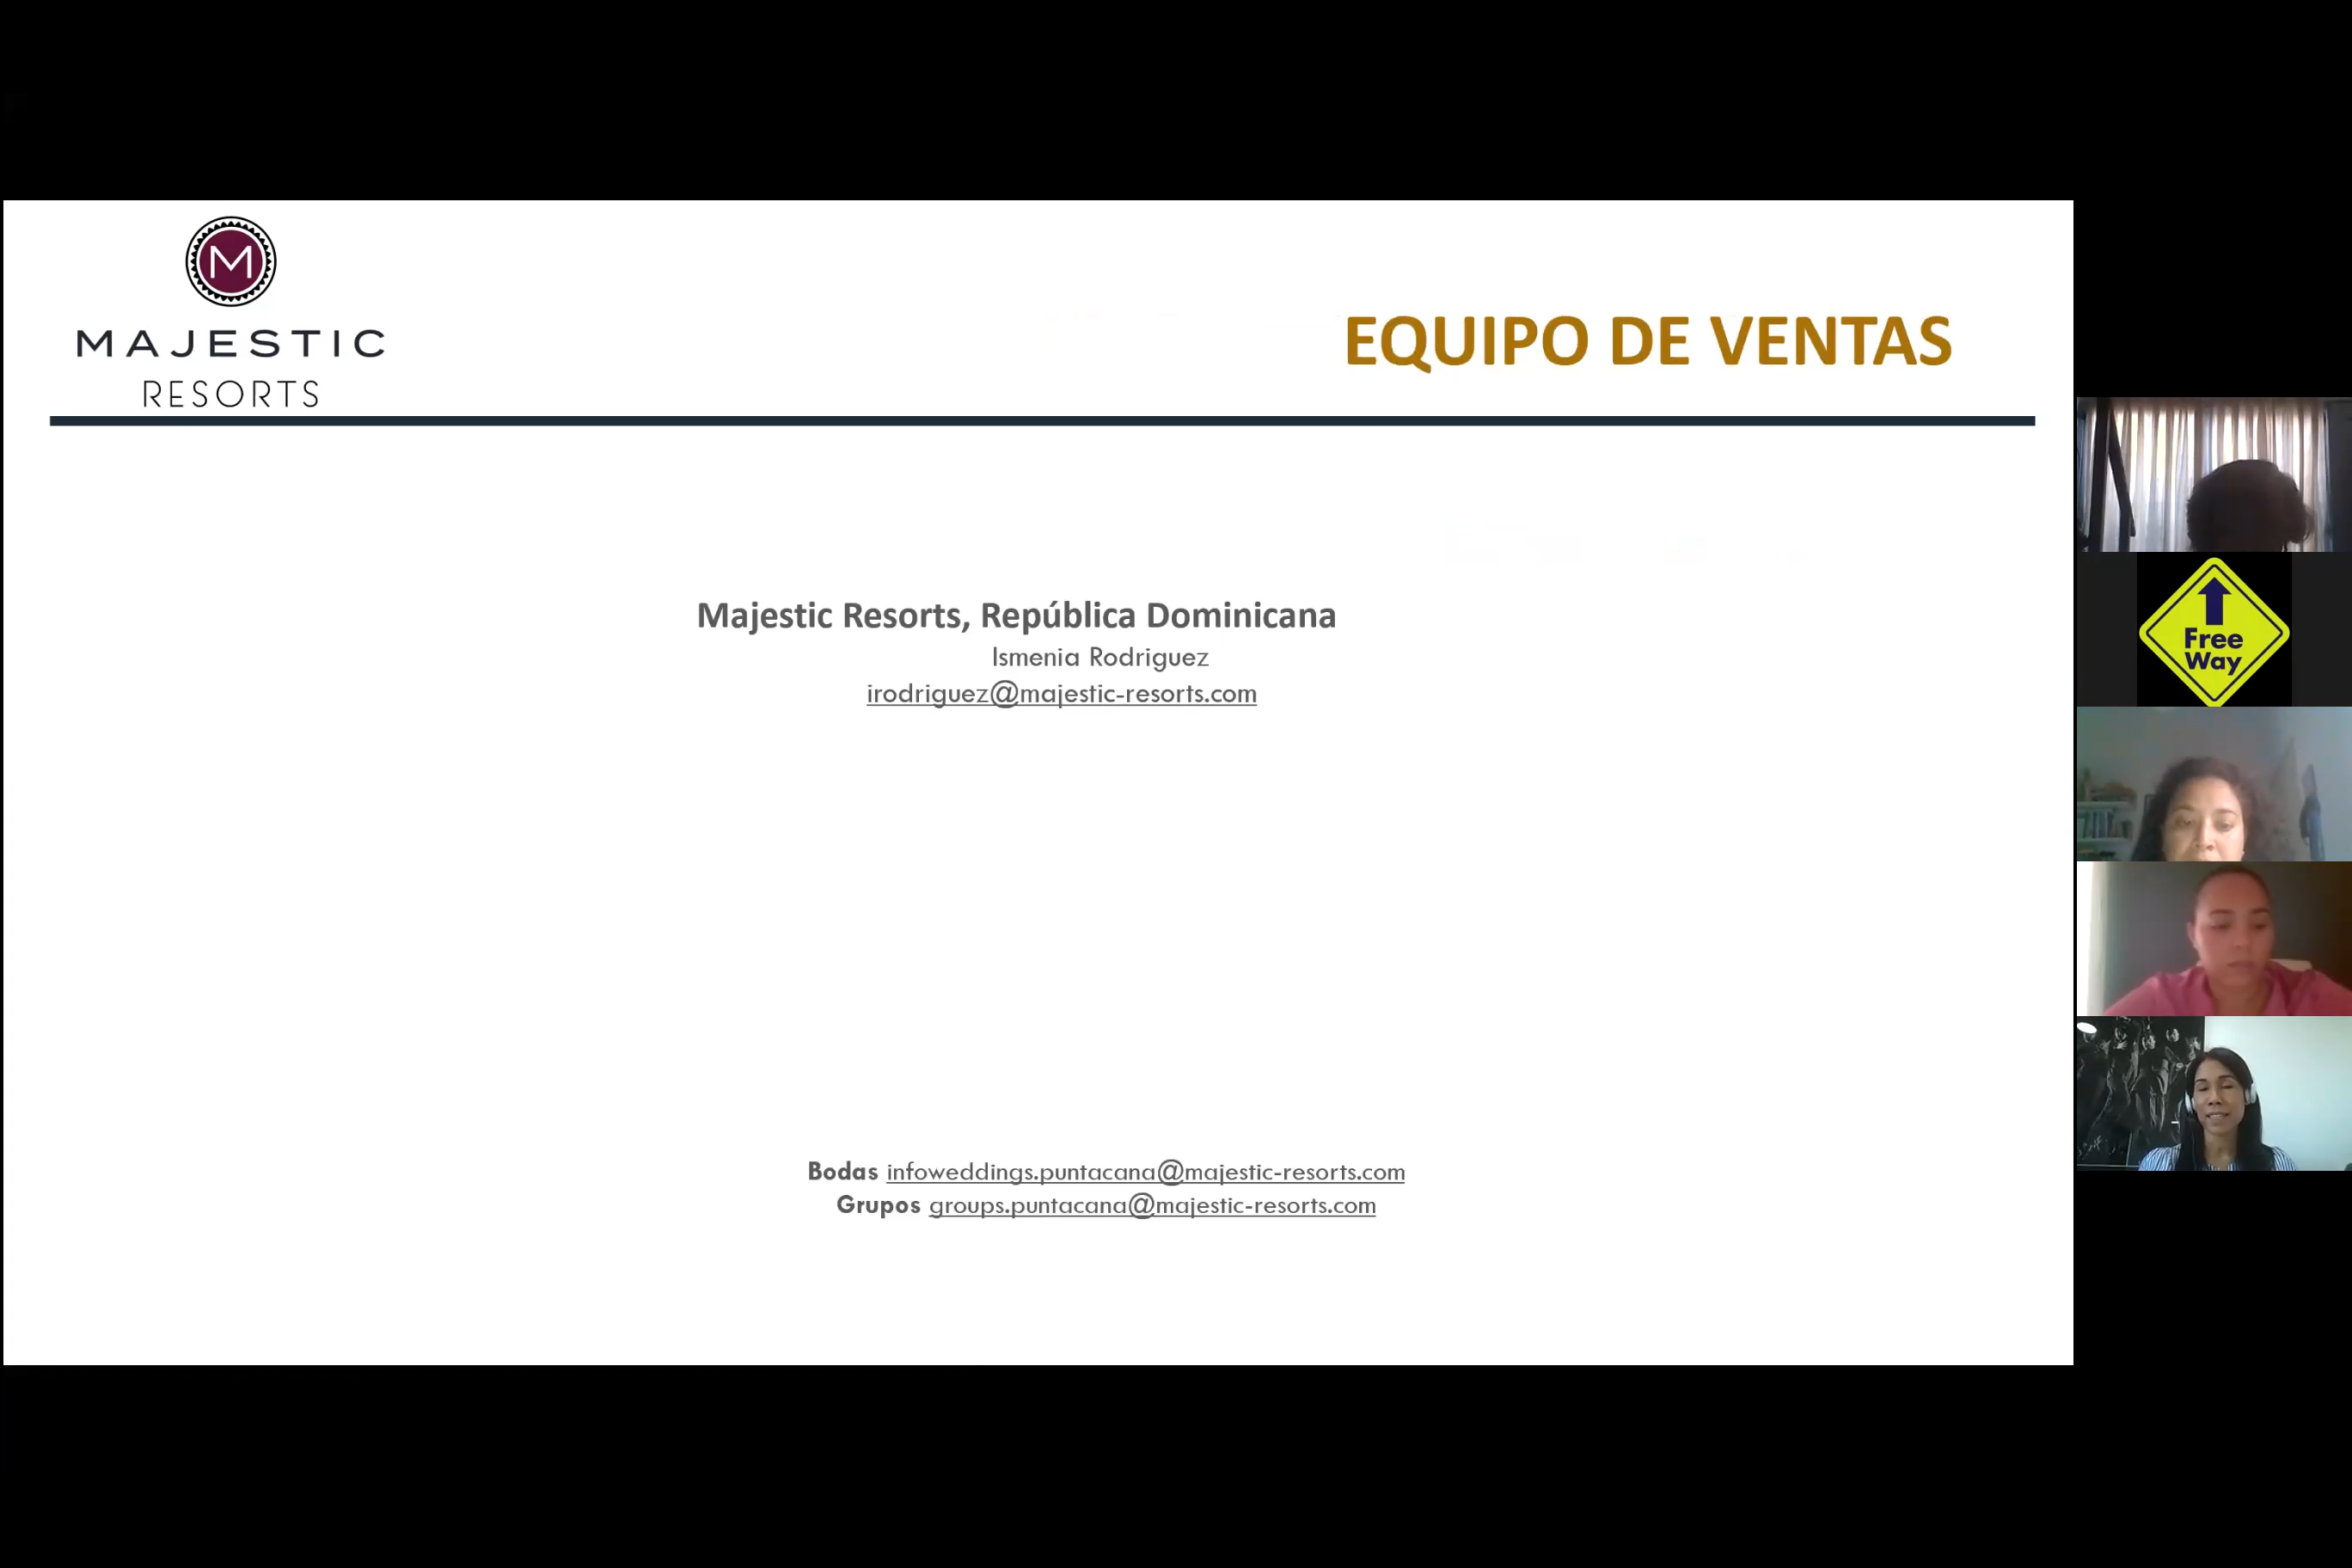 M
MAJESTIC
RESORTS
EQUIPO DE VENTAS
Majestic Resorts, República Dominicana
Ismenia Rodriguez
irodriguez@majestic-resorts.com
Bodas infoweddings.puntacana@majestic-resorts.com
Grupos groups.puntacana@majestic-resorts.com
Free
Way